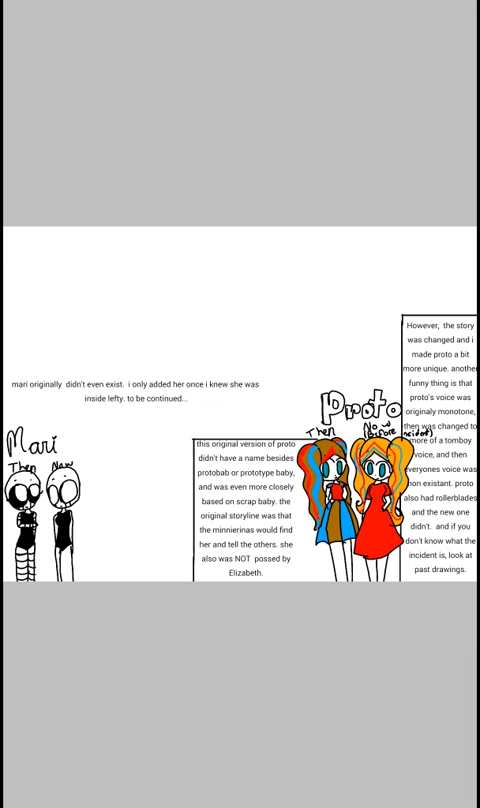 mari originally didn't even exist. i only added her once i knew she was
inside lefty. to be continued...
Mari
Then Now
this original version of proto
didn't have a name besides
protobab or prototype baby,
and was even more closely
based on scrap baby. the
original storyline was that
the minnierinas would find
her and tell the others. she
also was NOT possed by
Elizabeth.
Proto
Then Now
(Before incident)
However, the story
was changed and i
made proto a bit
more unique. another
funny thing is that
proto's voice was
originaly monotone,
then was changed to
more of a tomboy
voice, and then
everyones voice was
non existant. proto
also had rollerblades
and the new one
didn't. and if you
don't know what the
incident is, look at
past drawings.